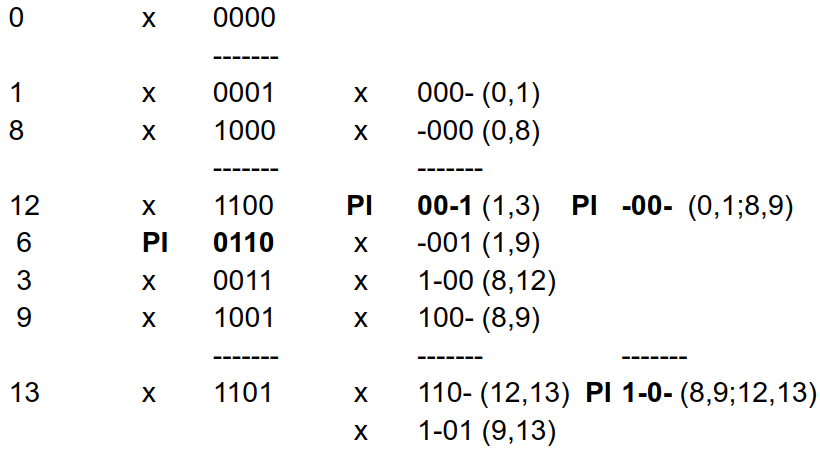 0 x 0000
-------
1 x 0001 x 000- (0,1)
8 x 1000 x -000 (0,8)
------- -------
12 x 1100 PI 00-1 (1,3) PI -00- (0,1;8,9)
6 PI 0110 x -001 (1,9)
3 x 0011 x 1-00 (8,12)
9 x 1001 x 100- (8,9)
------- ------- -------
13 x 1101 x 110- (12,13) PI 1-0- (8,9;12,13)
x 1-01 (9,13)